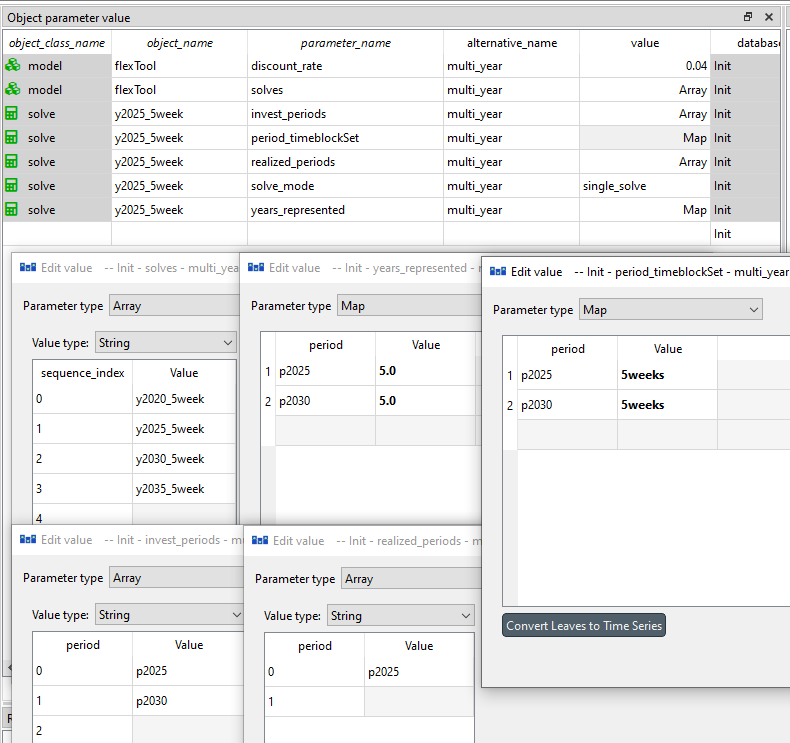 Object parameter value
object_class_name object_name parameter_name alternative_name value database
model flexTool discount_rate multi_year 0.04 Init
model flexTool solves multi_year Array Init
solve y2025_5week invest_periods multi_year Array Init
solve y2025_5week period_timeblockSet multi_year Map Init
solve y2025_5week realized_periods multi_year Array Init
solve y2025_5week solve_mode multi_year single_solve Init
solve y2025_5week years_represented multi_year Map Init
Init
Edit value -- Init - solves - multi_yea
Parameter type Array
Value type: String
sequence_index Value
0 y2020_5week
1 y2025_5week
2 y2030_5week
3 y2035_5week
4
Edit value -- Init - years_represented -
Parameter type Map
period Value
1 p2025 5.0
2 p2030 5.0
Edit value -- Init - period_timeblockSet - multi_year
Parameter type Map
period Value
1 p2025 5weeks
2 p2030 5weeks
Convert Leaves to Time Series
Edit value -- Init - invest_periods - mu
Parameter type Array
Value type: String
period Value
0 p2025
1 p2030
2
Edit value -- Init - realized_periods - m
Parameter type Array
Value type: String
period Value
0 p2025
1
R